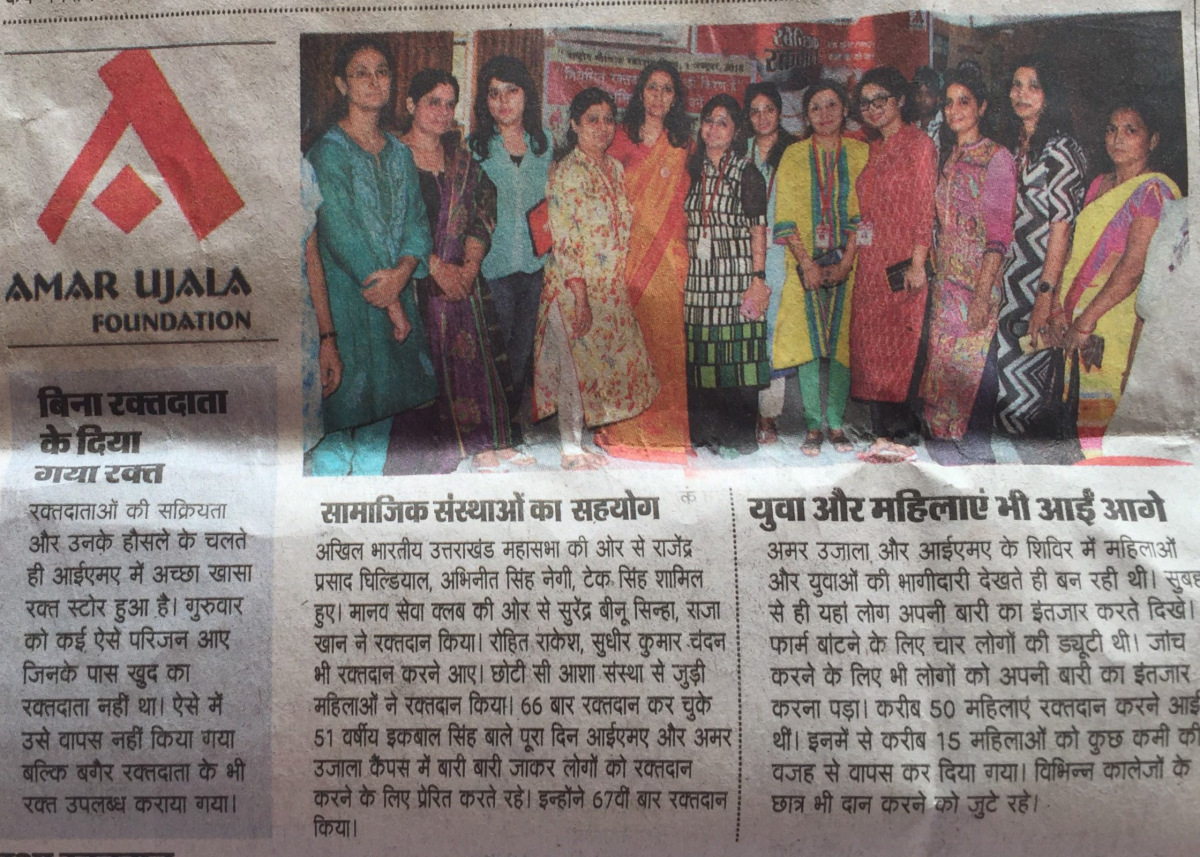 AMAR UJALA
FOUNDATION
बिना रक्तदाता
के दिया
गया रक्त
रक्तदाताओं की सक्रियता
और उनके हौसले के चलते
ही आईएमए में अच्छा खासा
रक्त स्टोर हुआ है। गुरुवार
को कई ऐसे परिजन आए
जिनके पास खुद का
रक्तदाता नहीं था। ऐसे में
उसे वापस नहीं किया गया
बल्कि बगैर रक्तदाता के भी
रक्त उपलब्ध कराया गया।
सामाजिक संस्थाओं का सहयोग
अखिल भारतीय उत्तराखंड महासभा की ओर से राजेंद्र
प्रसाद घिल्डियाल, अभिनीत सिंह नेगी, टेक सिंह शामिल
हुए। मानव सेवा क्लब की ओर से सुरेंद्र बीनू सिन्हा, राजा
खान ने रक्तदान किया। रोहित राकेश, सुधीर कुमार चंदन
भी रक्तदान करने आए। छोटी सी आशा संस्था से जुड़ी
महिलाओं ने रक्तदान किया। 66 बार रक्तदान कर चुके
51 वर्षीय इकबाल सिंह बाले पूरा दिन आईएमए और अमर
उजाला कैंपस में बारी बारी जाकर लोगों को रक्तदान
करने के लिए प्रेरित करते रहे। इन्होंने 67वीं बार रक्तदान
किया।
युवा और महिलाएं भी आईं आगे
अमर उजाला और आईएमए के शिविर में महिलाओं
और युवाओं की भागीदारी देखते ही बन रही थी। सुबह
से ही यहां लोग अपनी बारी का इंतजार करते दिखे।
फार्म बांटने के लिए चार लोगों की ड्यूटी थी। जांच
करने के लिए भी लोगों को अपनी बारी का इंतजार
करना पड़ा। करीब 50 महिलाएं रक्तदान करने आई
थीं। इनमें से करीब 15 महिलाओं को कुछ कमी की
वजह से वापस कर दिया गया। विभिन्न कालेजों के
छात्र भी दान करने को जुटे रहे।